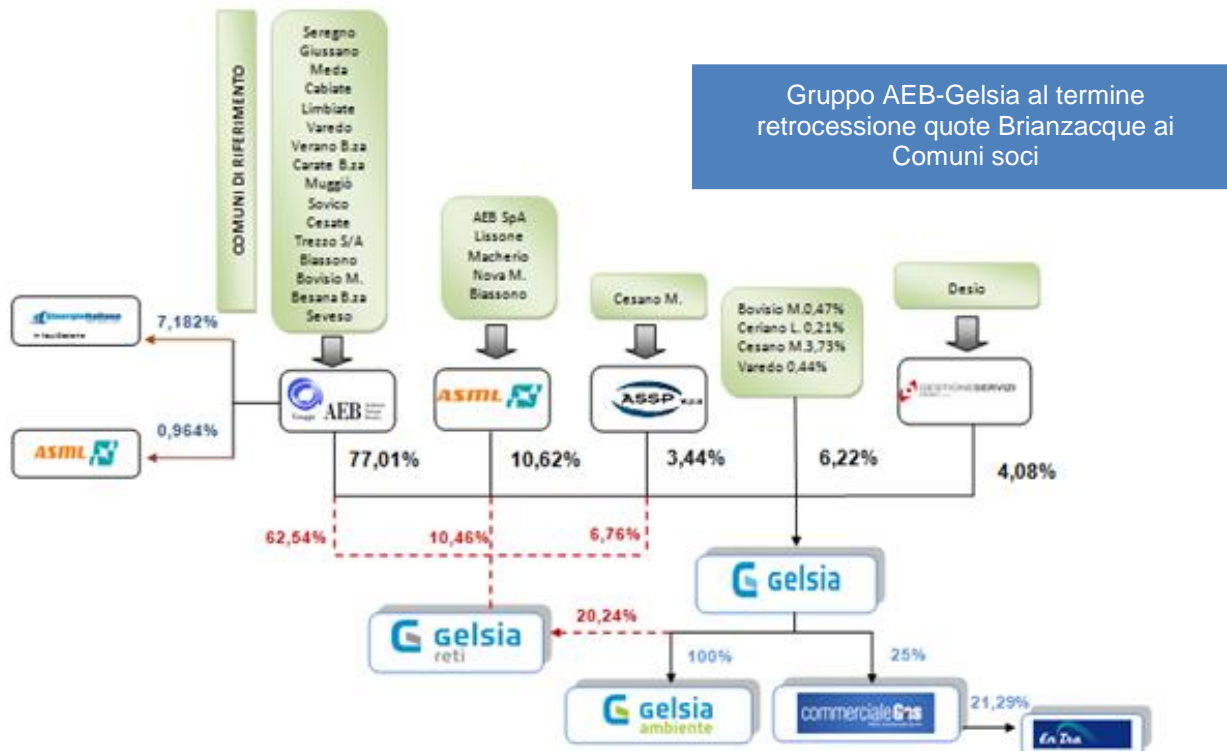 COMUNI DI RIFERIMENTO
Seregno
Giussano
Meda
Cabiate
Limbiate
Varedo
Verano B.za
Carate B.za
Muggiò
Sovico
Cesate
Trezzo S/A
Biassono
Bovisio M.
Besana B.za
Seveso
Gruppo AEB-Gelsia al termine
retrocessione quote Brianzacque ai
Comuni soci
AEB SpA
Lissone
Macherio
Nova M.
Biassono
Cesano M.
Bovisio M.0,47%
Ceriano L. 0,21%
Cesano M.3,73%
Varedo 0,44%
Desio
7,182%
0,964%
ASML
Gruppo AEB
ASML
ASSP S.p.A
GESTIONESERVIZI
77,01%
10,62%
3,44%
6,22%
4,08%
62,54%
10,46%
6,76%
Gelsia
Gelsia
reti
20,24%
100%
25%
Gelsia
ambiente
commercialeGas
21,29%